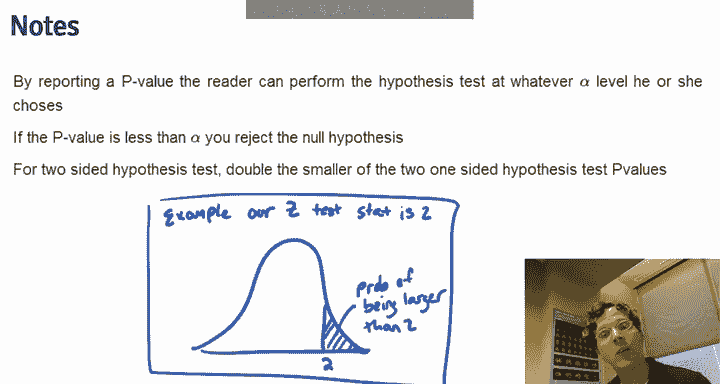 Notes
By reporting a P-value the reader can perform the hypothesis test at whatever α level he or she
choses
If the P-value is less than α you reject the null hypothesis
For two sided hypothesis test, double the smaller of the two one sided hypothesis test Pvalues
Example our Z test stat is 2
prob of
being larger
than 2
2